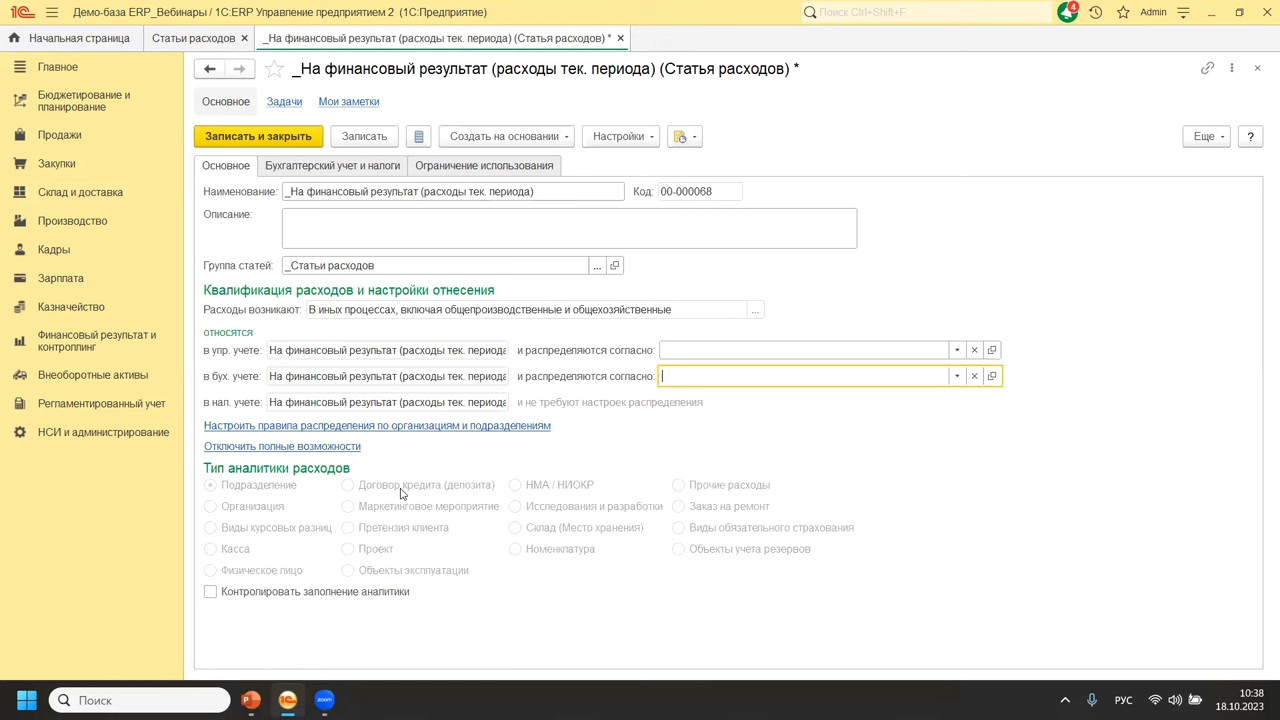 Демо-база ERP_Вебинары / 1С:ERP Управление предприятием 2 (1С:Предприятие)
Поиск Ctrl+Shift+F
4
Admin
Начальная страница
Статьи расходов
_На финансовый результат (расходы тек. периода) (Статья расходов) *
Главное
Бюджетирование и
планирование
Продажи
Закупки
Склад и доставка
Производство
Кадры
Зарплата
Казначейство
Финансовый результат и
контроллинг
Внеоборотные активы
Регламентированный учет
НСИ и администрирование
_На финансовый результат (расходы тек. периода) (Статья расходов) *
Основное Задачи Мои заметки
Записать и закрыть Записать Создать на основании Настройки Еще ?
Основное Бухгалтерский учет и налоги Ограничение использования
Наименование: _На финансовый результат (расходы тек. периода) Код: 00-000068
Описание:
Группа статей: _Статьи расходов ...
Квалификация расходов и настройки отнесения
Расходы возникают: В иных процессах, включая общепроизводственные и общехозяйственные ...
относятся
в упр. учете: На финансовый результат (расходы тек. периода и распределяются согласно:
в бух. учете: На финансовый результат (расходы тек. периода и распределяются согласно:
в нал. учете: На финансовый результат (расходы тек. периода и не требуют настроек распределения
Настроить правила распределения по организациям и подразделениям
Отключить полные возможности
Тип аналитики расходов
Подразделение Договор кредита (депозита) НМА / НИОКР Прочие расходы
Организация Маркетинговое мероприятие Исследования и разработки Заказ на ремонт
Виды курсовых разниц Претензия клиента Склад (Место хранения) Виды обязательного страхования
Касса Проект Номенклатура Объекты учета резервов
Физическое лицо Объекты эксплуатации
Контролировать заполнение аналитики
Поиск
zoom
РУС
10:38
18.10.2023